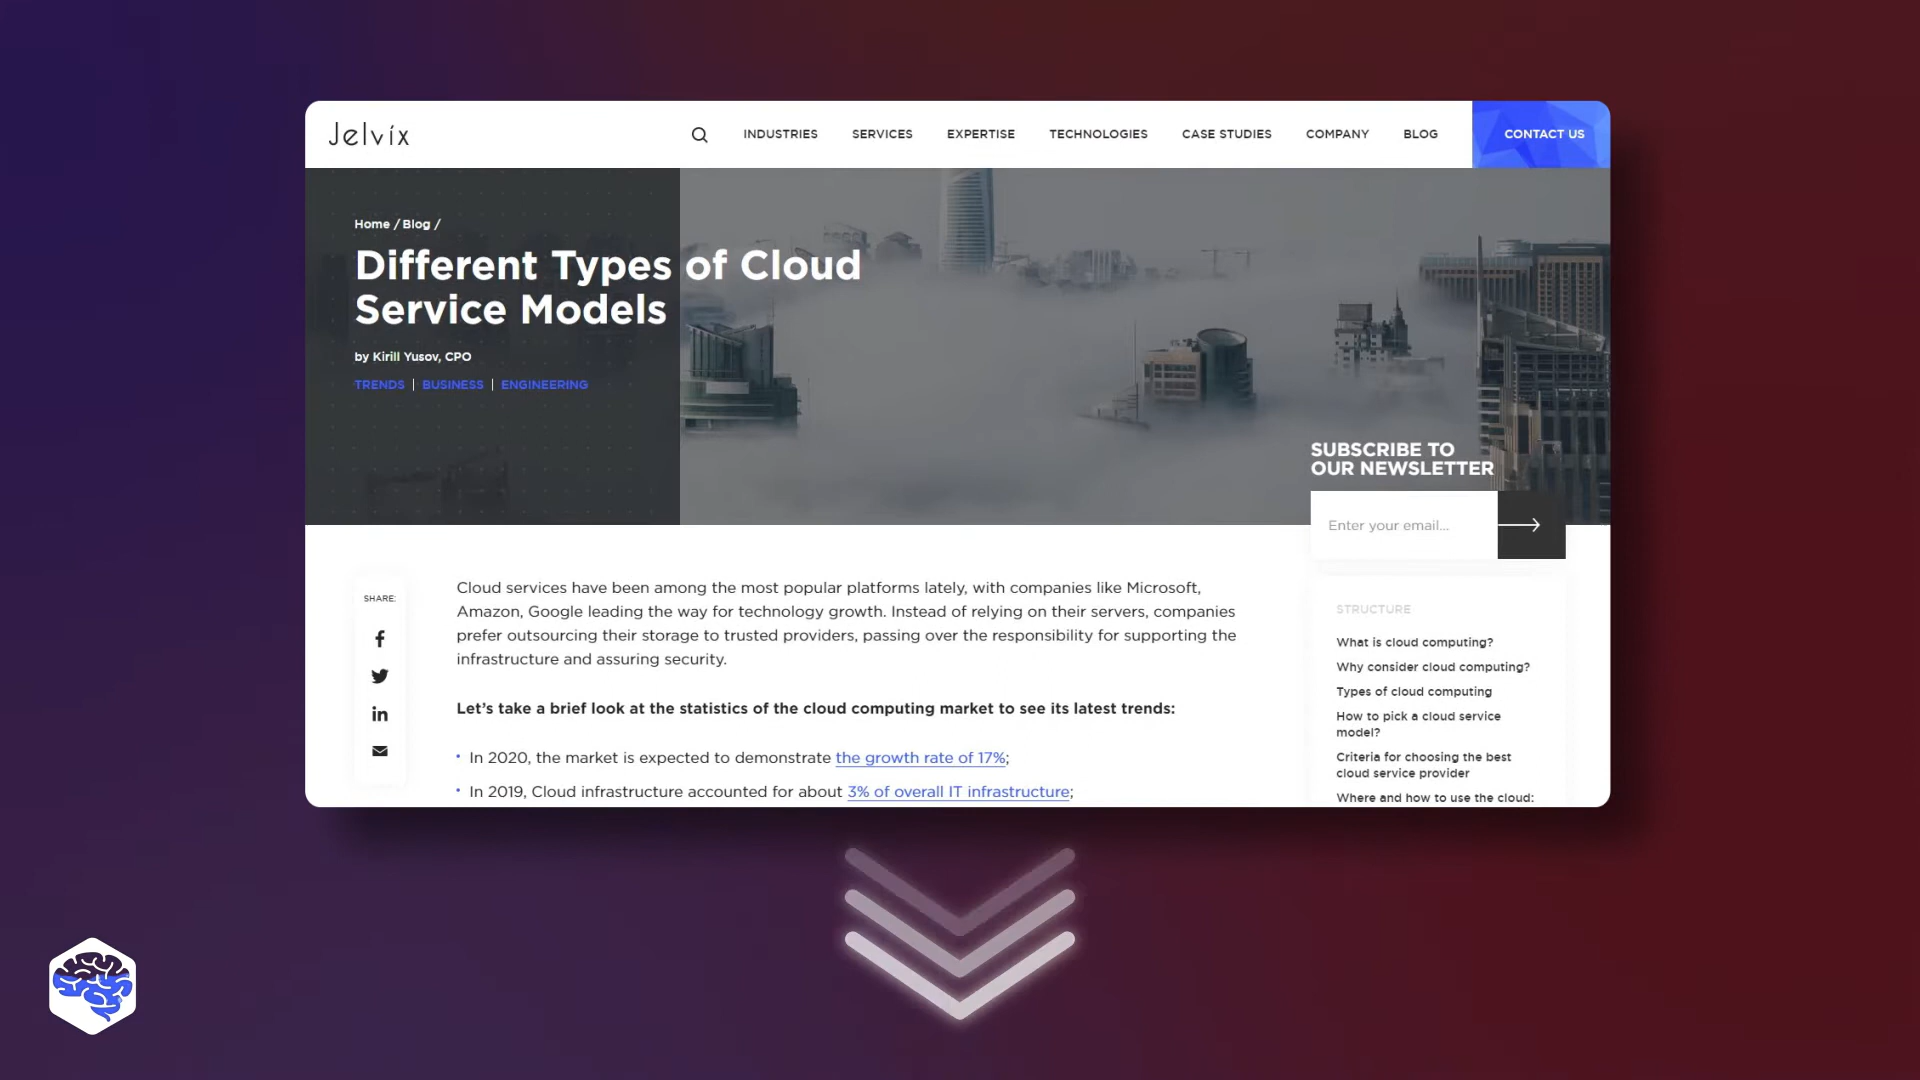 Jelvix
INDUSTRIES
SERVICES
EXPERTISE
TECHNOLOGIES
CASE STUDIES
COMPANY
BLOG
CONTACT US
Home / Blog /
Different Types of Cloud
Service Models
by Kirill Yusov, CPO
TRENDS | BUSINESS | ENGINEERING
SUBSCRIBE TO
OUR NEWSLETTER
Enter your email...
SHARE:
Cloud services have been among the most popular platforms lately, with companies like Microsoft,
Amazon, Google leading the way for technology growth. Instead of relying on their servers, companies
prefer outsourcing their storage to trusted providers, passing over the responsibility for supporting the
infrastructure and assuring security.
Let’s take a brief look at the statistics of the cloud computing market to see its latest trends:
• In 2020, the market is expected to demonstrate the growth rate of 17%;
• In 2019, Cloud infrastructure accounted for about 3% of overall IT infrastructure;
STRUCTURE
What is cloud computing?
Why consider cloud computing?
Types of cloud computing
How to pick a cloud service
model?
Criteria for choosing the best
cloud service provider
Where and how to use the cloud: